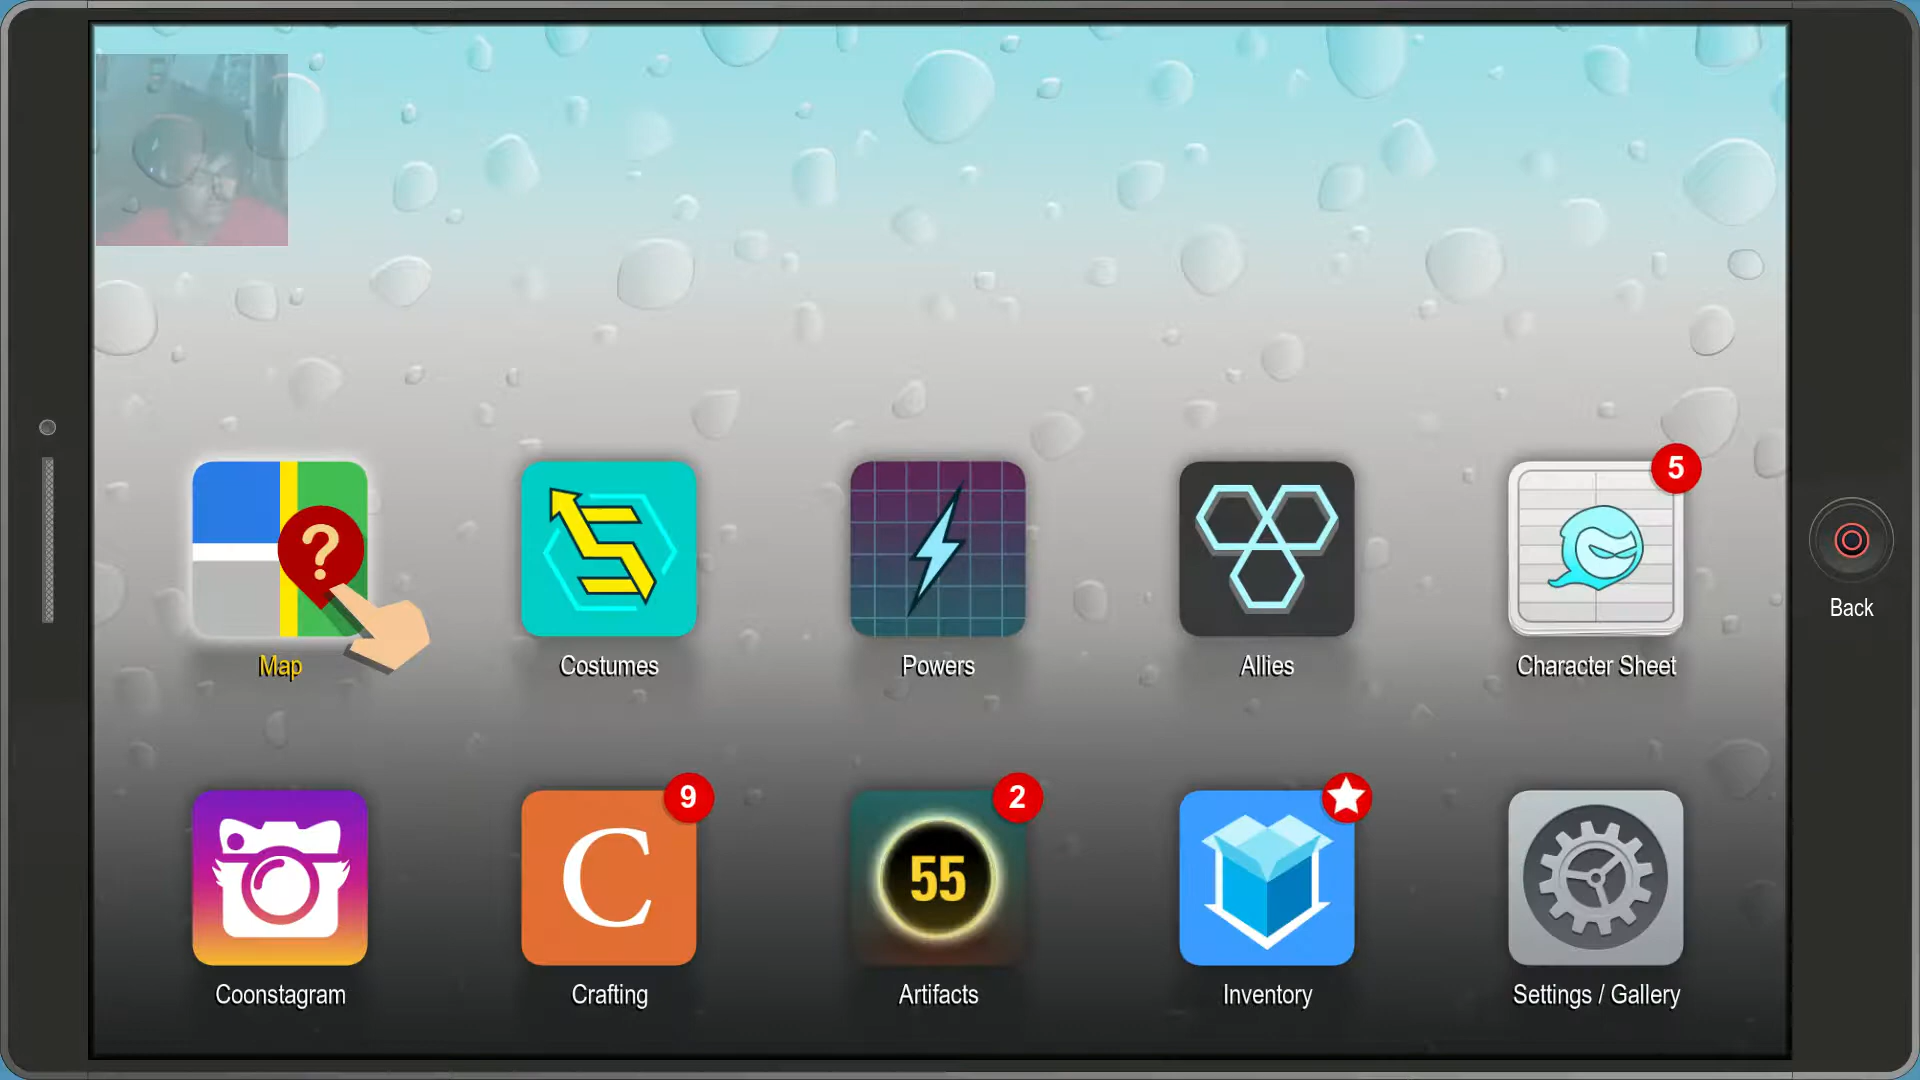 5
?
Map
Costumes
Powers
Allies
Character Sheet
Back
9
2
C
55
Coonstagram
Crafting
Artifacts
Inventory
Settings / Gallery